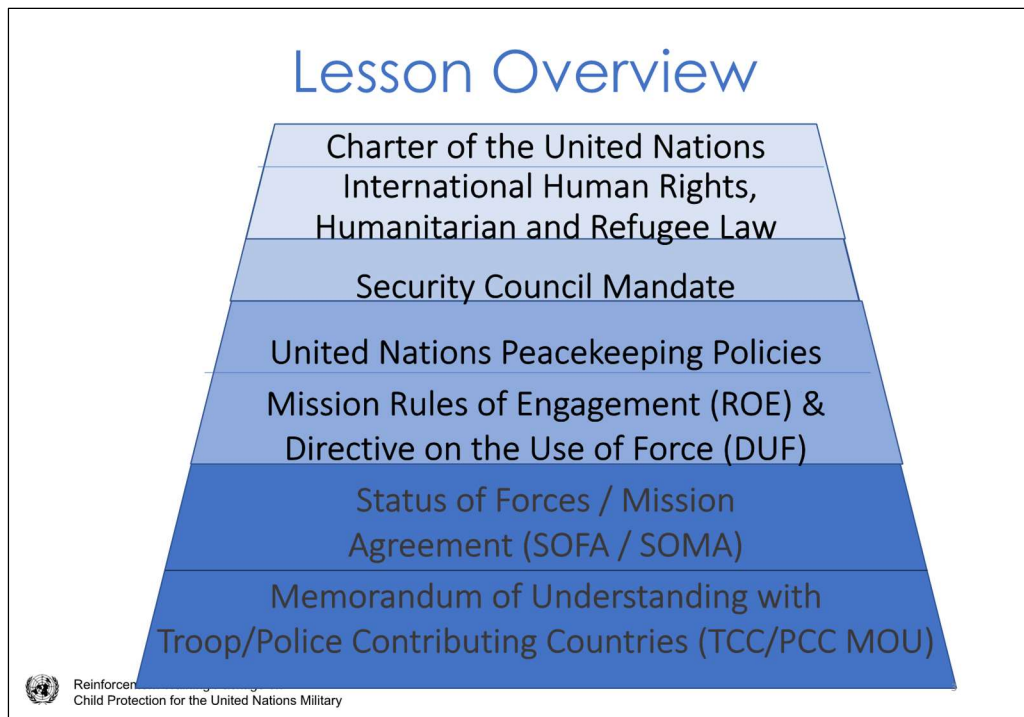 Lesson Overview
Charter of the United Nations
International Human Rights,
Humanitarian and Refugee Law
Security Council Mandate
United Nations Peacekeeping Policies
Mission Rules of Engagement (ROE) &
Directive on the Use of Force (DUF)
Status of Forces / Mission
Agreement (SOFA / SOMA)
Memorandum of Understanding with
Troop/Police Contributing Countries (TCC/PCC MOU)
Child Protection for the United Nations Military